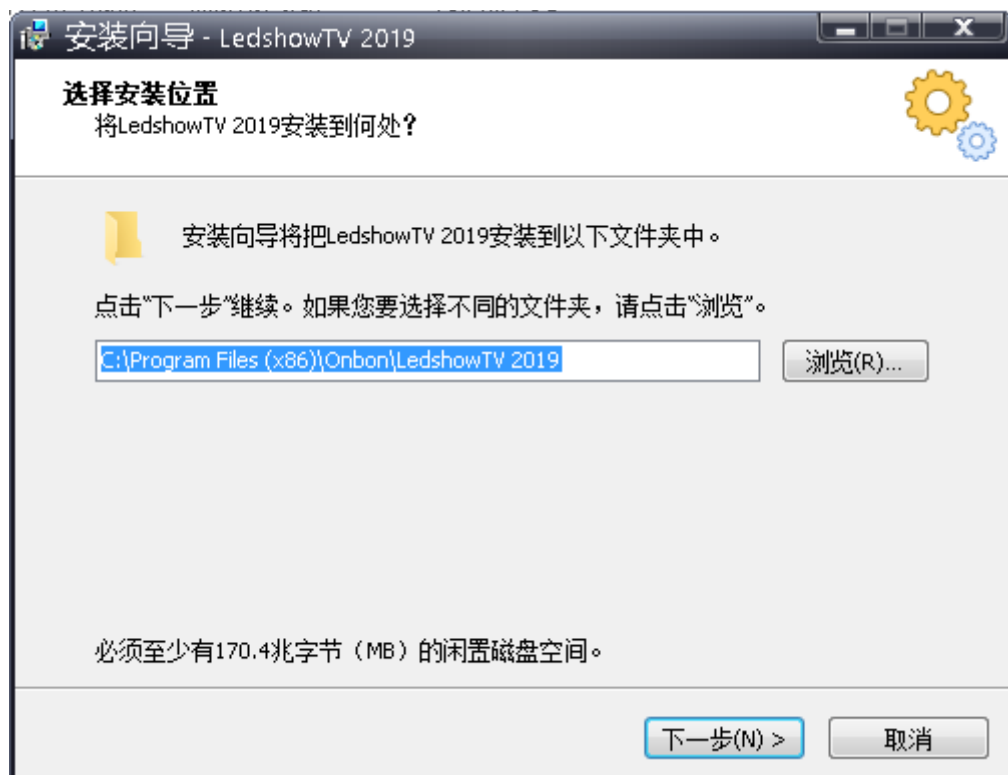 安装向导 - LedshowTV 2019
选择安装位置
将LedshowTV 2019安装到何处?
安装向导将把LedshowTV 2019安装到以下文件夹中。
点击“下一步”继续。如果您要选择不同的文件夹，请点击“浏览”。
C:\Program Files (x86)\Onbon\LedshowTV 2019
浏览(R)...
必须至少有170.4兆字节（MB）的闲置磁盘空间。
下一步(N) >
取消